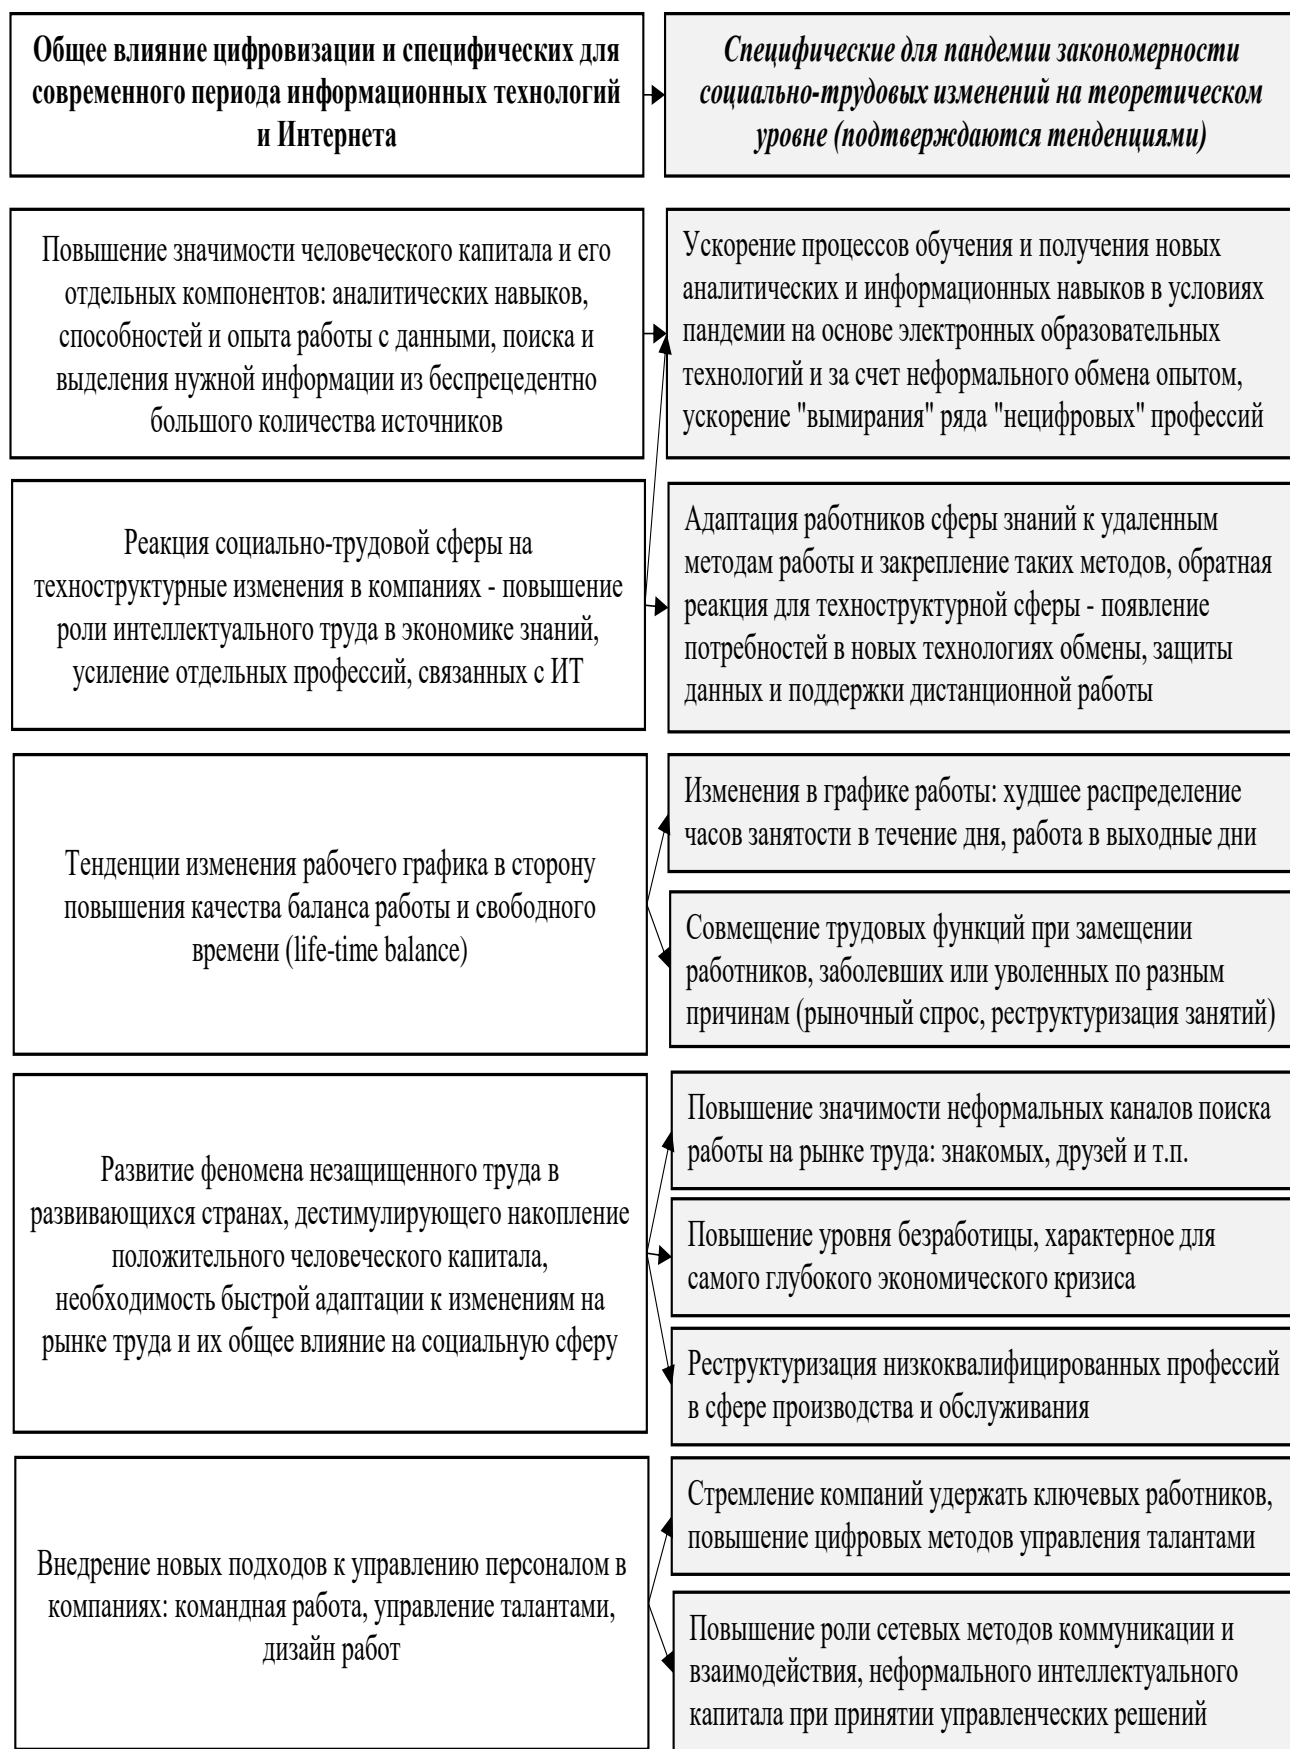 Общее влияние цифровизации и специфических для
современного периода информационных технологий
и Интернета
Специфические для пандемии закономерности
социально-трудовых изменений на теоретическом
уровне (подтверждаются тенденциями)
Повышение значимости человеческого капитала и его
отдельных компонентов: аналитических навыков,
способностей и опыта работы с данными, поиска и
выделения нужной информации из беспрецедентно
большого количества источников
Ускорение процессов обучения и получения новых
аналитических и информационных навыков в условиях
пандемии на основе электронных образовательных
технологий и за счет неформального обмена опытом,
ускорение "вымирания" ряда "нецифровых" профессий
Реакция социально-трудовой сферы на
техноструктурные изменения в компаниях - повышение
роли интеллектуального труда в экономике знаний,
усиление отдельных профессий, связанных с ИТ
Адаптация работников сферы знаний к удаленным
методам работы и закрепление таких методов, обратная
реакция для техноструктурной сферы - появление
потребностей в новых технологиях обмены, защиты
данных и поддержки дистанционной работы
Тенденции изменения рабочего графика в сторону
повышения качества баланса работы и свободного
времени (life-time balance)
Изменения в графике работы: худшее распределение
часов занятости в течение дня, работа в выходные дни
Совмещение трудовых функций при замещении
работников, заболевших или уволенных по разным
причинам (рыночный спрос, реструктуризация занятий)
Развитие феномена незащищенного труда в
развивающихся странах, дестимулирующего накопление
положительного человеческого капитала,
необходимость быстрой адаптации к изменениям на
рынке труда и их общее влияние на социальную сферу
Повышение значимости неформальных каналов поиска
работы на рынке труда: знакомых, друзей и т.п.
Повышение уровня безработицы, характерное для
самого глубокого экономического кризиса
Реструктуризация низкоквалифицированных профессий
в сфере производства и обслуживания
Внедрение новых подходов к управлению персоналом в
компаниях: командная работа, управление талантами,
дизайн работ
Стремление компаний удержать ключевых работников,
повышение цифровых методов управления талантами
Повышение роли сетевых методов коммуникации и
взаимодействия, неформального интеллектуального
капитала при принятии управленческих решений